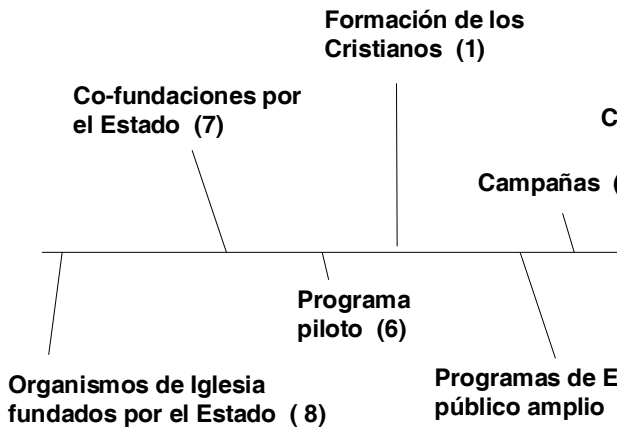 Formación de los
Cristianos (1)
Co-fundaciones por
el Estado (7)
C
Campañas (
Programa
piloto (6)
Organismos de Iglesia
fundados por el Estado ( 8)
Programas de E
público amplio